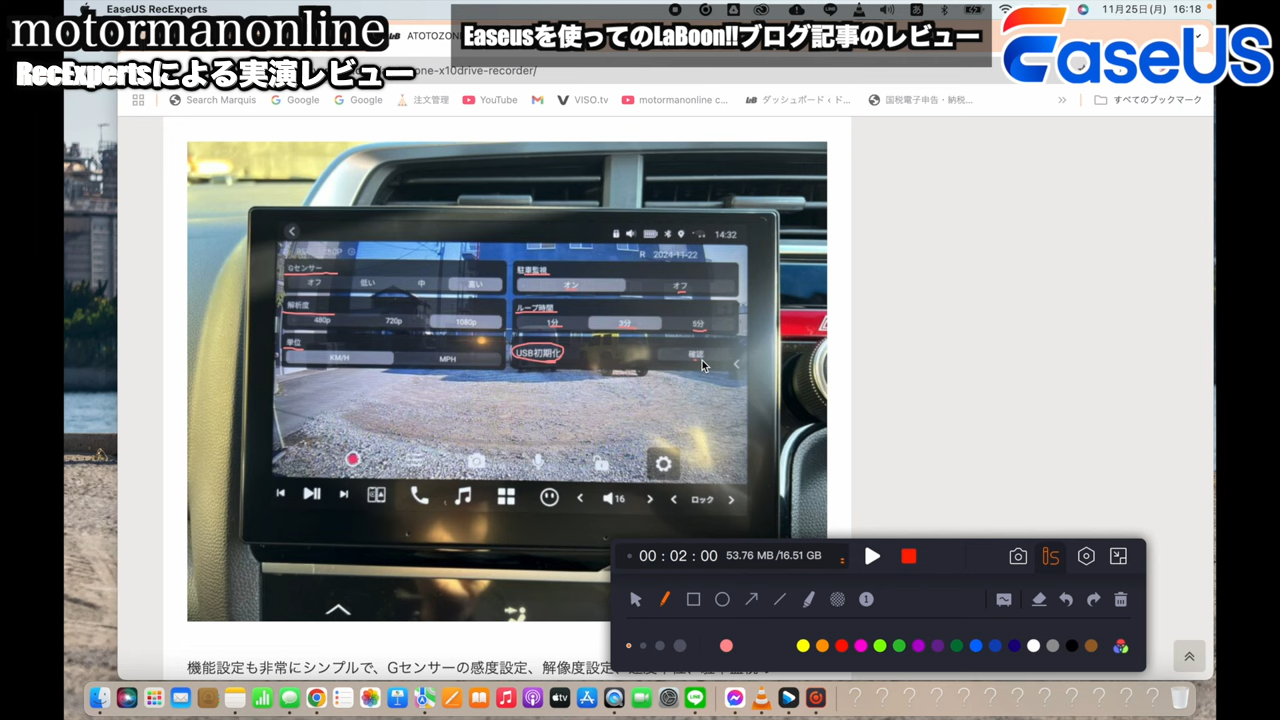 EaseUS RecExperts
11月25日(月) 16:18
motormanonline
RecExpertsによる実演レビュー
Easeusを使ってのLaBoon!!ブログ記事のレビュー
EaseUS
ATOTOZO
one-x10drive-recorder/
Search Marquis
Google
Google
注文管理
YouTube
VISO.tv
motormanonline c...
ダッシュボード ‹ ド...
国税電子申告・納税...
すべてのブックマーク
14:32
R 2024-11-22
Gセンサー
オフ 低い 中 高い
駐車監視
オン オフ
解析度
480p 720p 1080p
ループ時間
1分 3分 5分
単位
KM/H MPH
USB初期化
確認
16
ロック
00 : 02 : 00 53.76 MB /16.51 GB
1
機能設定も非常にシンプルで、Gセンサーの感度設定、解像度設定
tv